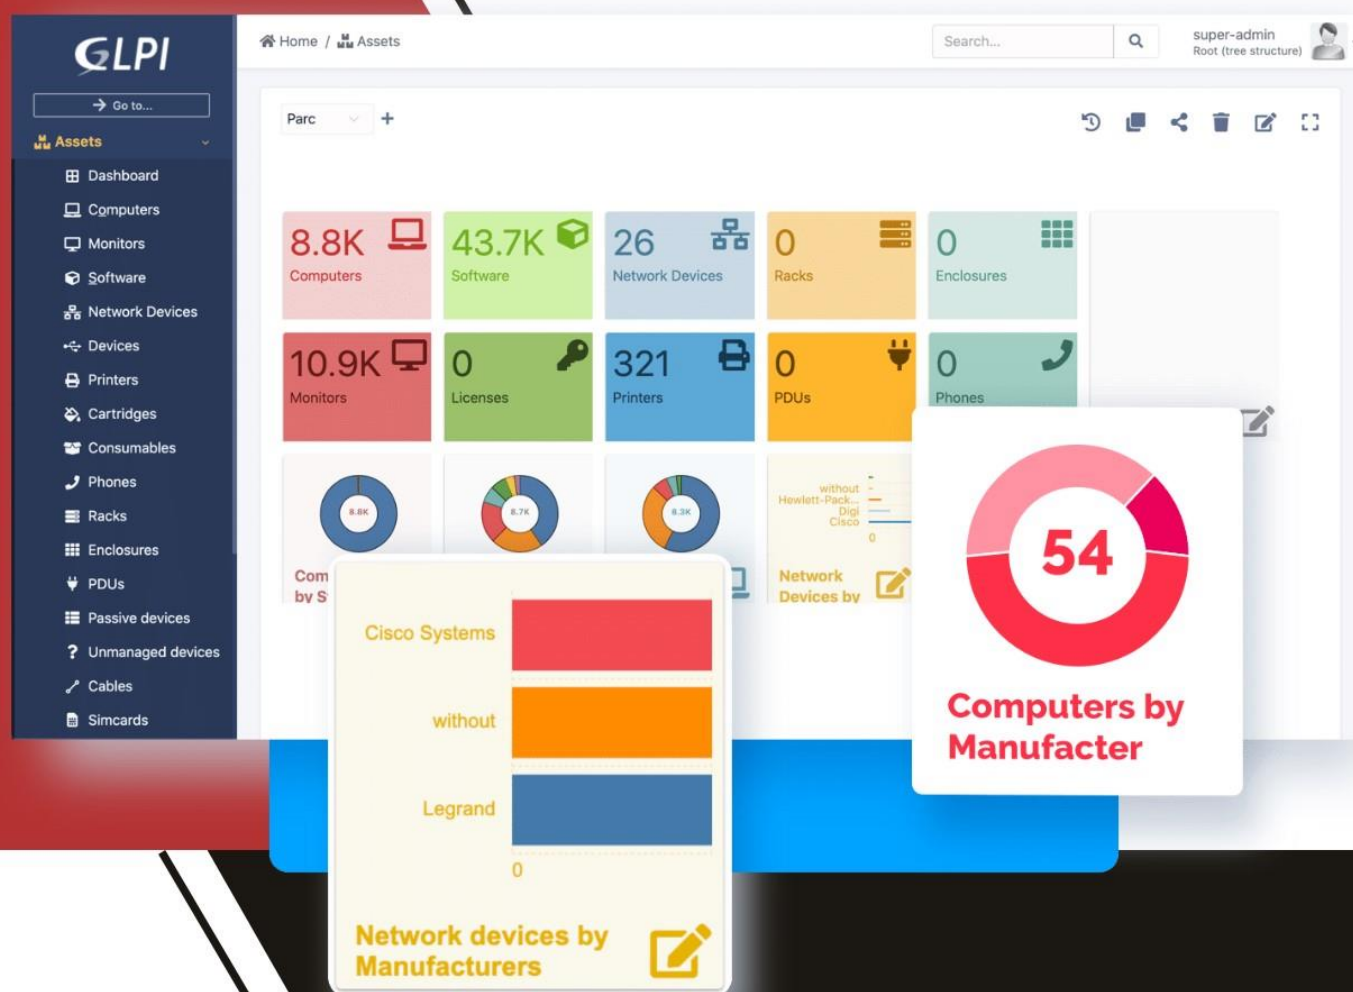 GLPI
Home / Assets
Search...
super-admin
Root (tree structure)
Go to...
Assets
Dashboard
Computers
Monitors
Software
Network Devices
Devices
Printers
Cartridges
Consumables
Phones
Racks
Enclosures
PDUs
Passive devices
Unmanaged devices
Cables
Simcards
Parc
8.8K
Computers
43.7K
Software
26
Network Devices
0
Racks
0
Enclosures
10.9K
Monitors
0
Licenses
321
Printers
0
PDUs
0
Phones
8.8K
8.7K
8.3K
without
Hewlett-Pack...
Digi
Cisco
0
Com
by S
Network
Devices by
Cisco Systems
without
Legrand
0
Network devices by
Manufacturers
54
Computers by
Manufacter